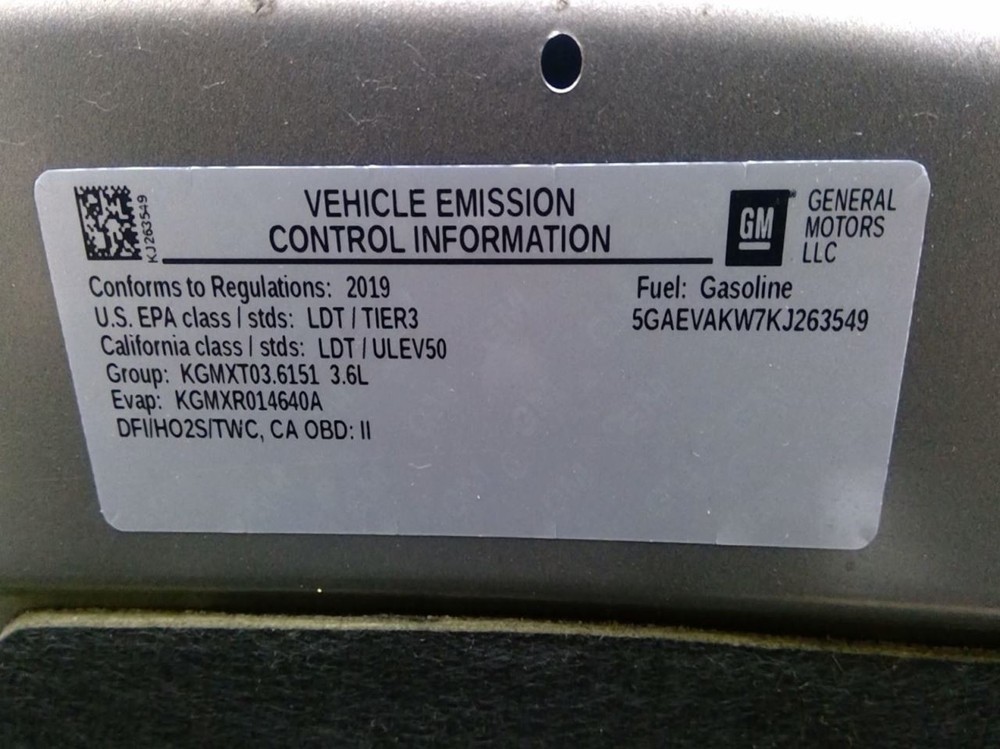 KJ263549
VEHICLE EMISSION
CONTROL INFORMATION
GM
GENERAL
MOTORS
LLC
Conforms to Regulations: 2019
U.S. EPA class / stds: LDT / TIER3
California class / stds: LDT / ULEV50
Group: KGMXT03.6151 3.6L
Evap: KGMXR014640A
DFI/HO2S/TWC, CA OBD: II
Fuel: Gasoline
5GAEVAKW7KJ263549